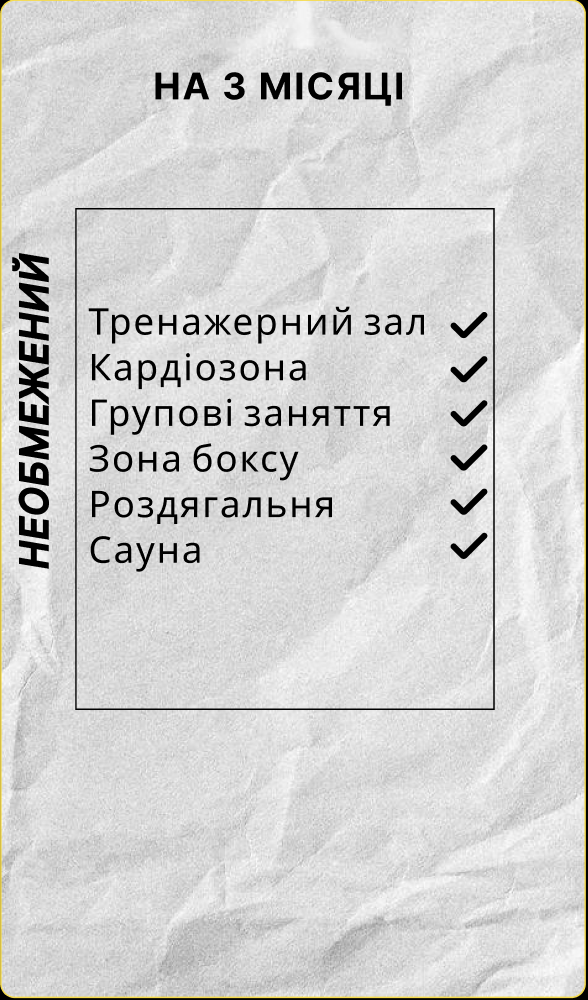 НА 3 МІСЯЦІ
НЕОБМЕЖЕНИЙ
Тренажерний зал
Кардіозона
Групові заняття
Зона боксу
Роздягальня
Сауна